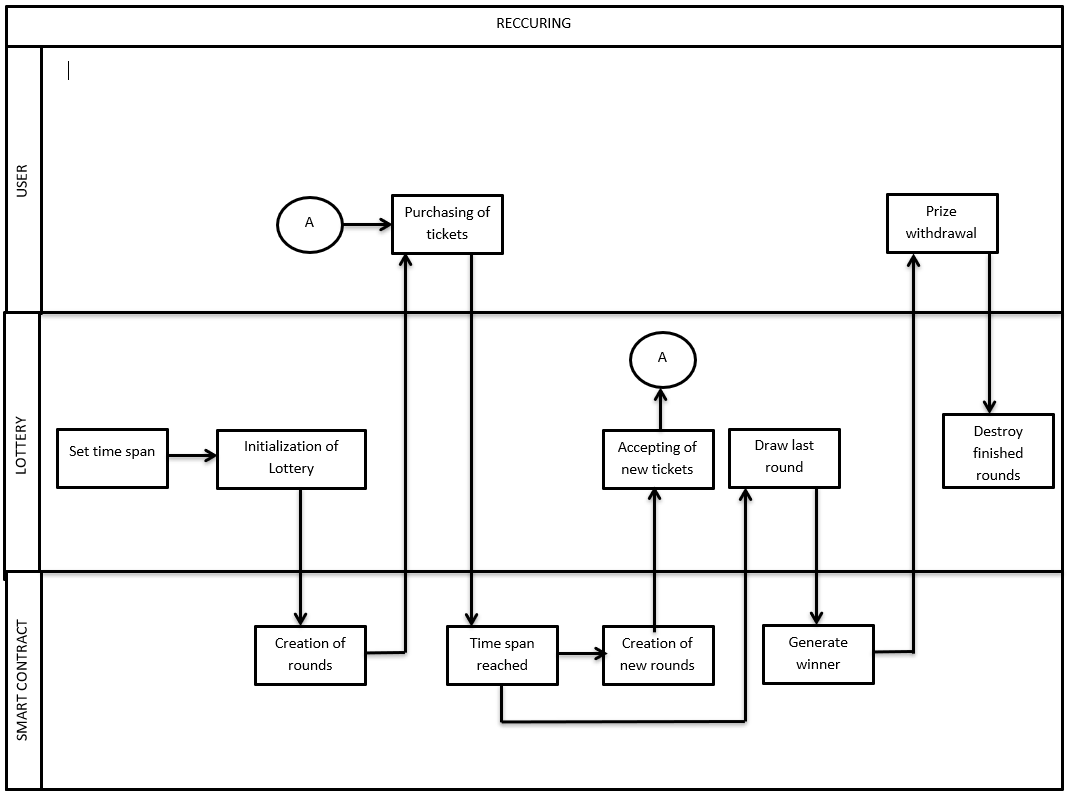 RECCURING
USER
A
Purchasing of
tickets
Prize
withdrawal
LOTTERY
Set time span
Initialization of
Lottery
A
Accepting of
new tickets
Draw last
round
Destroy
finished
rounds
SMART CONTRACT
Creation of
rounds
Time span
reached
Creation of
new rounds
Generate
winner